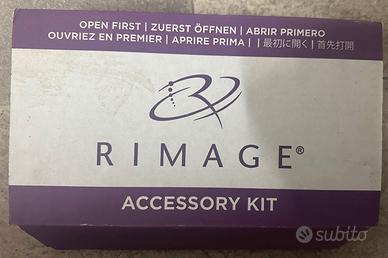 OPEN FIRST | ZUERST ÖFFNEN | ABRIR PRIMERO
OUVRIEZ EN PREMIER | APRIRE PRIMA | | 最初に開く | 首先打開
RIMAGE®
ACCESSORY KIT
subito